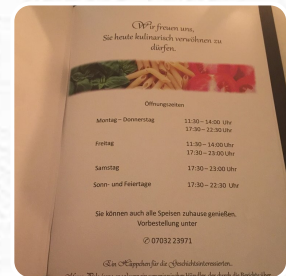 Wir freuen uns,
Sie heute kulinarisch verwöhnen zu
dürfen.
Öffnungszeiten
Montag – Donnerstag 11:30 – 14:00 Uhr
17:30 – 22:30 Uhr
Freitag 11:30 – 14:00 Uhr
17:30 – 23:00 Uhr
Samstag 17:30 – 23:00 Uhr
Sonn- und Feiertage 17:30 – 22:30 Uhr
Sie können auch alle Speisen zuhause genießen.
Vorbestellung unter
✆ 07032 23971
Ein Häppchen für die Geschichtsinteressierten..